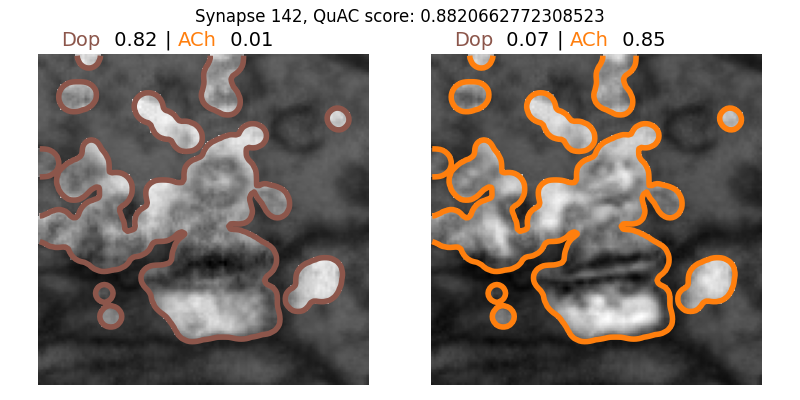 Synapse 142, QuAC score: 0.8820662772308523
Dop 0.82 | ACh 0.01
Dop 0.07 | ACh 0.85